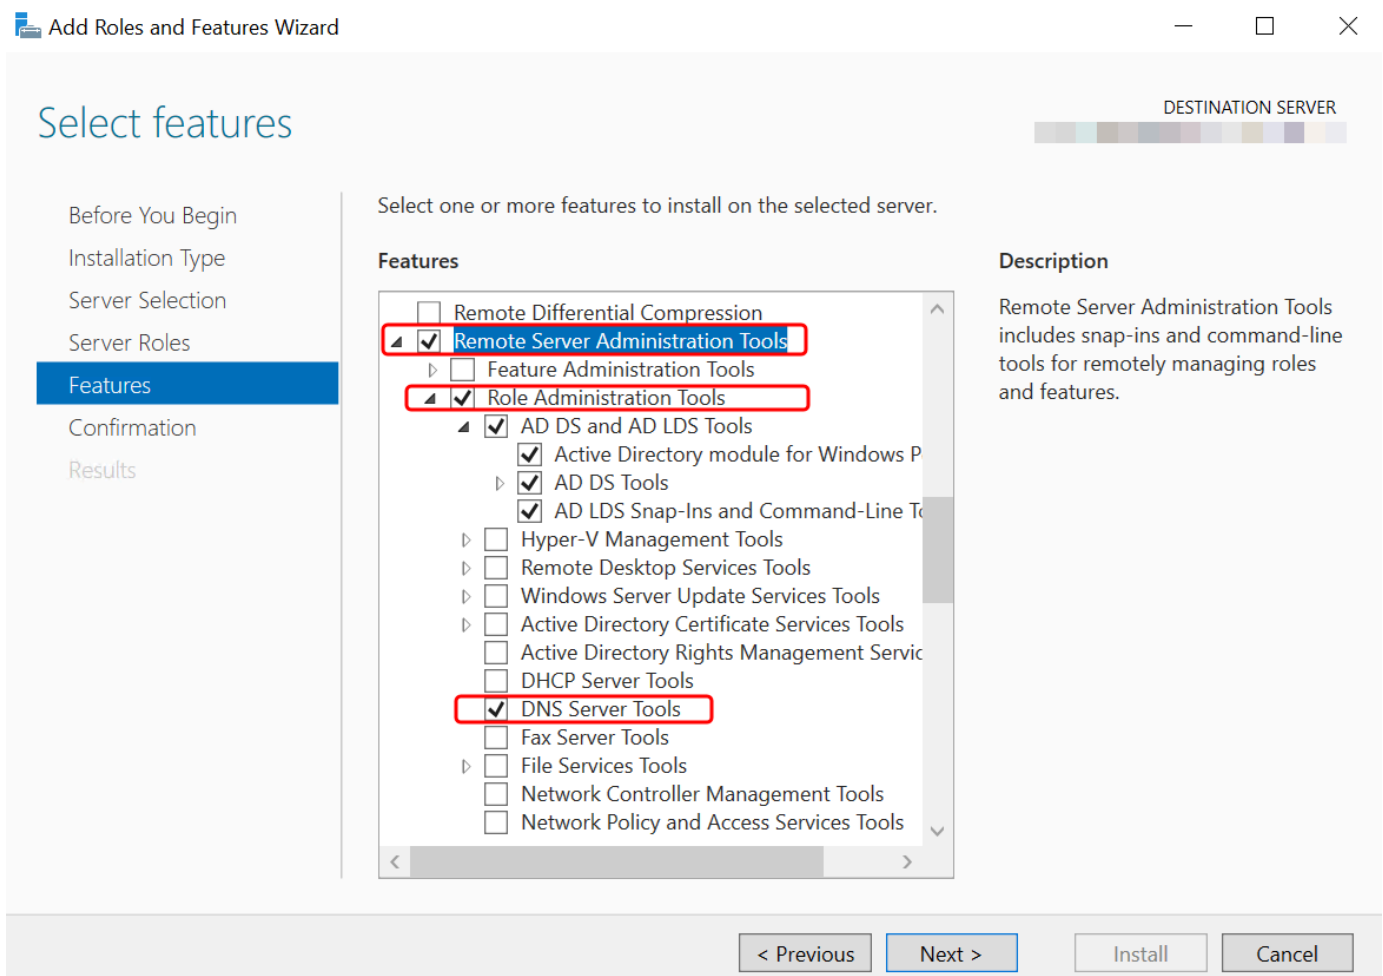 Add Roles and Features Wizard
Select features
DESTINATION SERVER
Before You Begin
Installation Type
Server Selection
Server Roles
Features
Confirmation
Results
Select one or more features to install on the selected server.
Features
Remote Differential Compression
Remote Server Administration Tools
Feature Administration Tools
Role Administration Tools
AD DS and AD LDS Tools
Active Directory module for Windows P
AD DS Tools
AD LDS Snap-Ins and Command-Line To
Hyper-V Management Tools
Remote Desktop Services Tools
Windows Server Update Services Tools
Active Directory Certificate Services Tools
Active Directory Rights Management Servic
DHCP Server Tools
DNS Server Tools
Fax Server Tools
File Services Tools
Network Controller Management Tools
Network Policy and Access Services Tools
Description
Remote Server Administration Tools
includes snap-ins and command-line
tools for remotely managing roles
and features.
< Previous
Next >
Install
Cancel